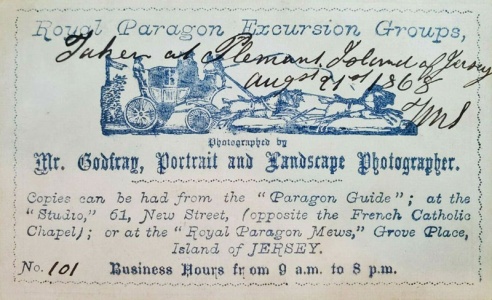 Royal Paragon Excursion Groups,
Taken at Plemont, Island of Jersey
Augst 21st 1868
Photographed by
Mr. Godfray, Portrait and Landscape Photographer.
Copies can be had from the "Paragon Guide"; at the
"Studio," 61, New Street, (opposite the French Catholic
Chapel); or at the "Royal Paragon Mews," Grove Place,
Island of JERSEY.
No. 101 Business Hours from 9 a.m. to 8 p.m.